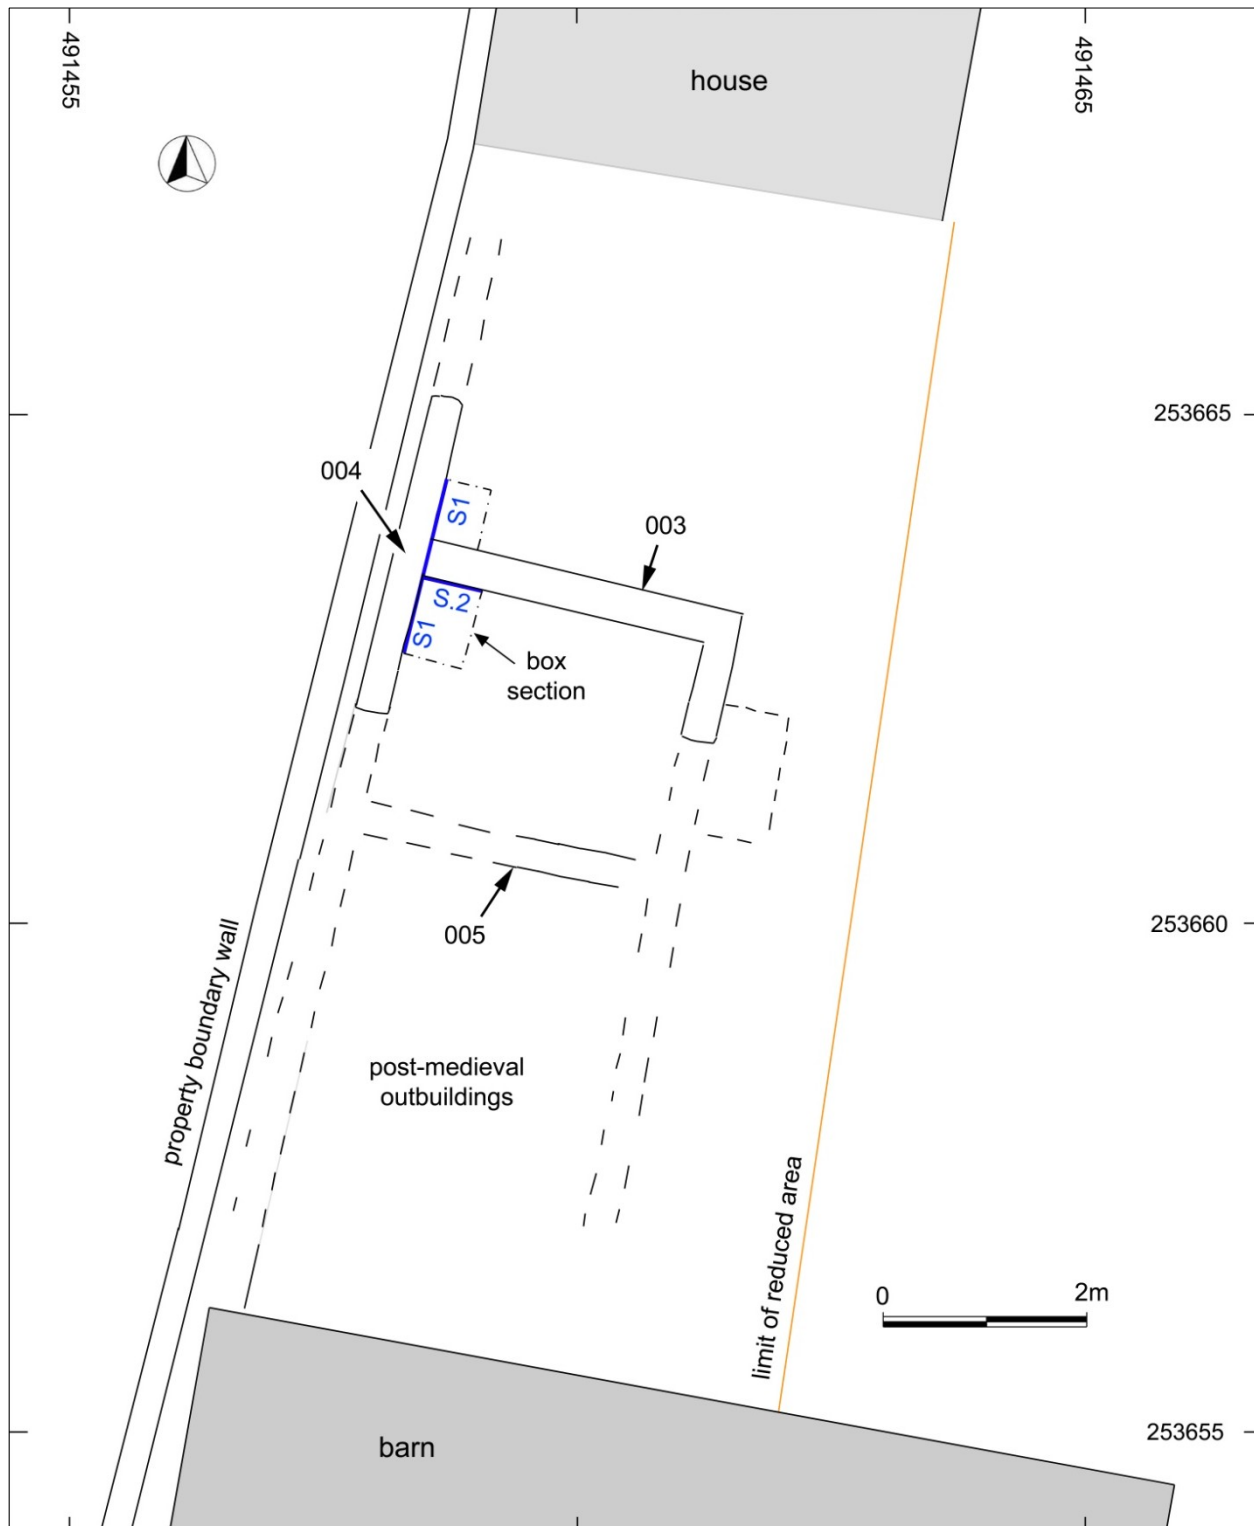 491455
491465
house
253665
004
003
S1
S.2
S1
box
section
005
253660
property boundary wall
post-medieval
outbuildings
limit of reduced area
0 2m
barn
253655